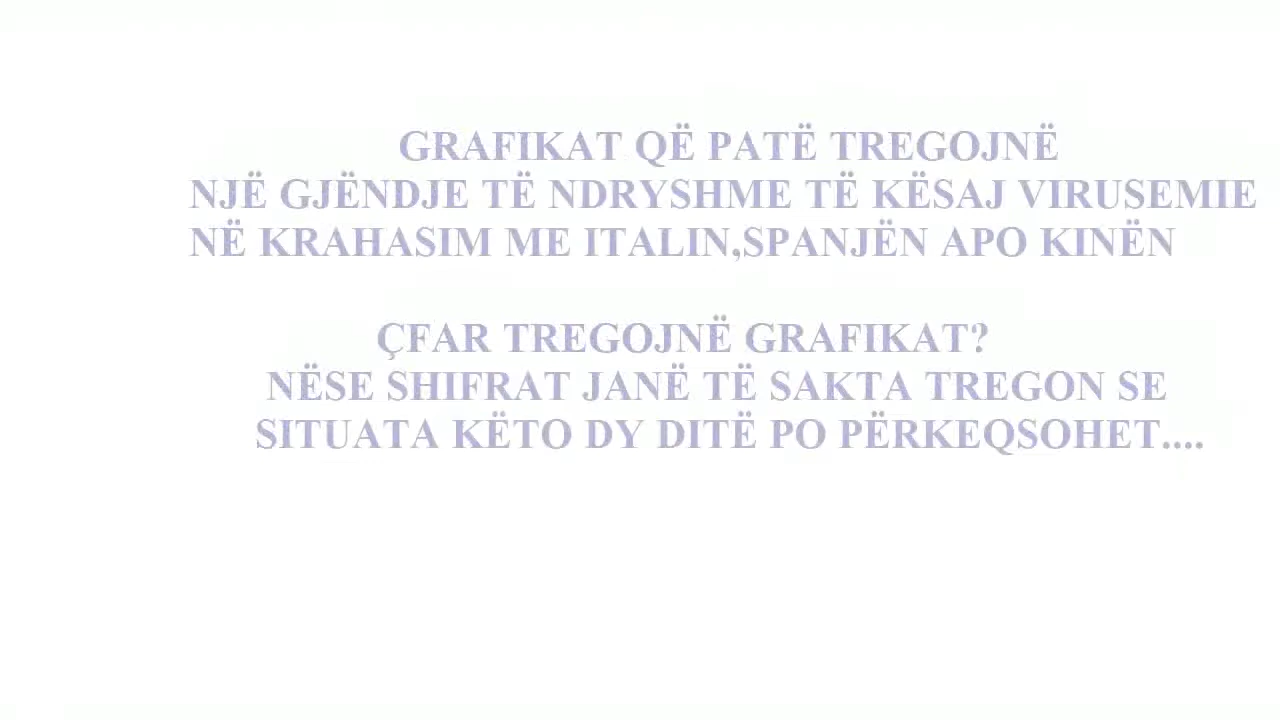 GRAFIKAT QË PATË TREGOJNË
NJË GJËNDJE TË NDRYSHME TË KËSAJ VIRUSEMIE
NË KRAHASIM ME ITALIN,SPANJËN APO KINËN
ÇFAR TREGOJNË GRAFIKAT?
NËSE SHIFRAT JANË TË SAKTA TREGON SE
SITUATA KËTO DY DITË PO PËRKEQSOHET....